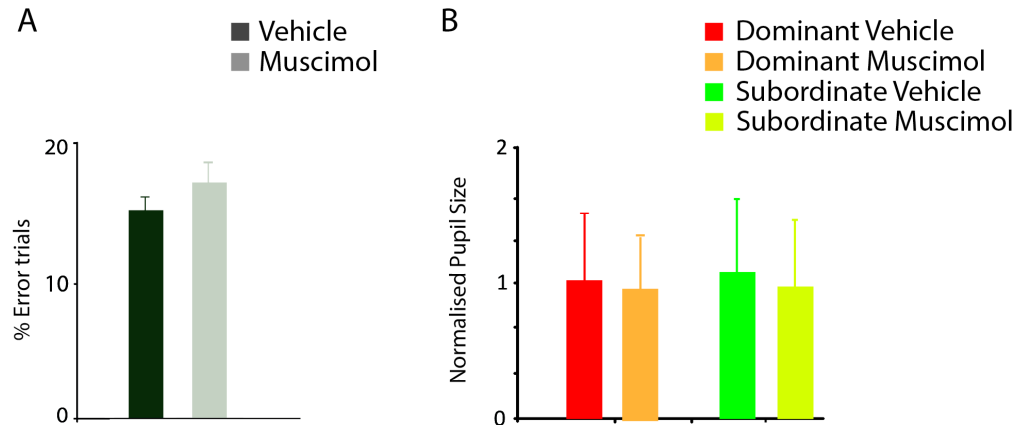 A
Vehicle
Muscimol
20
10
0
% Error trials
B
Dominant Vehicle
Dominant Muscimol
Subordinate Vehicle
Subordinate Muscimol
2
1
0
Normalised Pupil Size